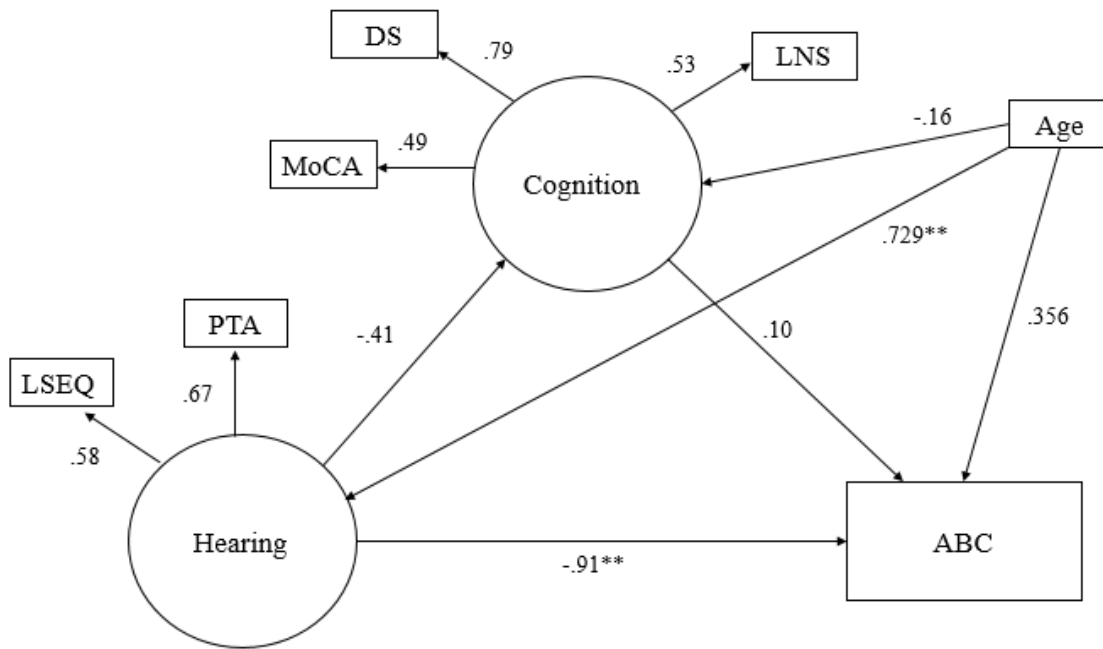 DS
.79
.53
LNS
-.16
Age
MoCA
.49
Cognition
.729**
PTA
-.41
.10
.356
LSEQ
.67
.58
Hearing
-.91**
ABC